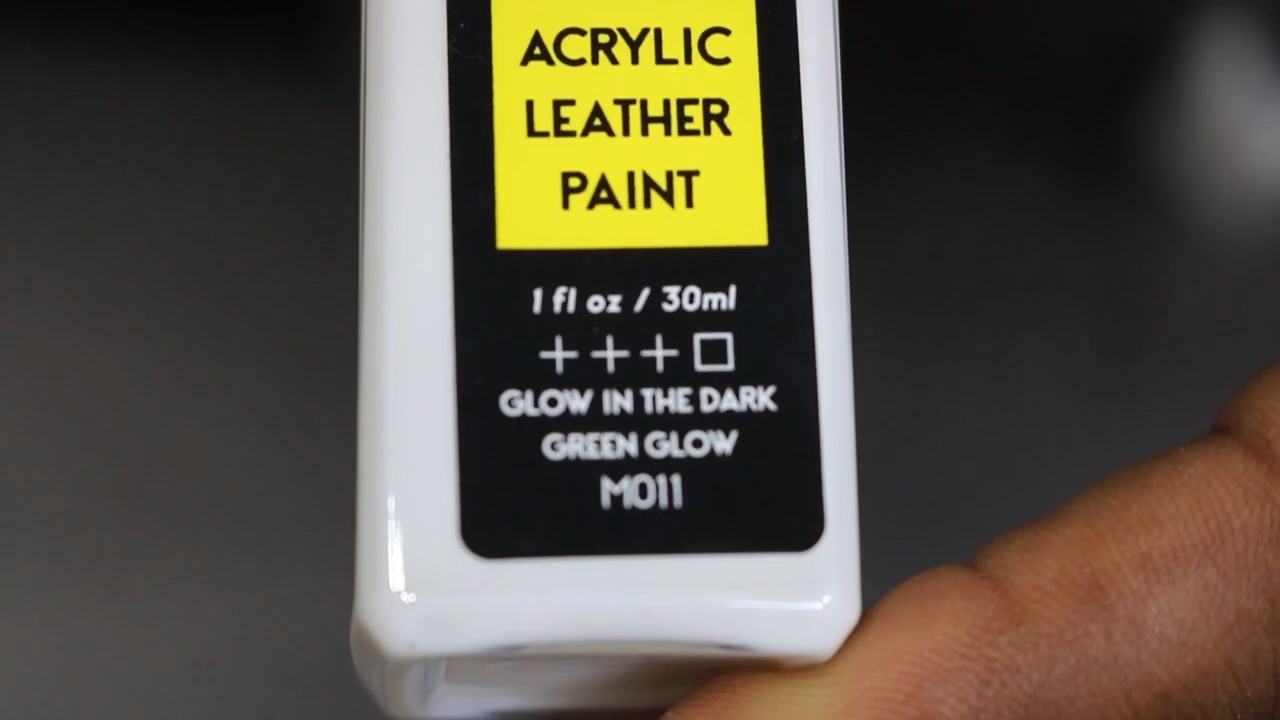 ACRYLIC
LEATHER
PAINT
1 fl oz / 30ml
+++□
GLOW IN THE DARK
GREEN GLOW
M011